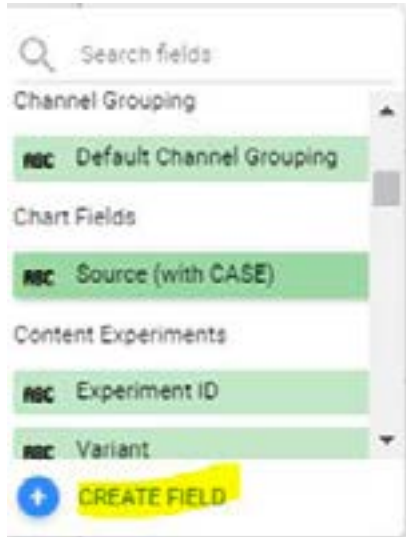 Search fields
Channel Grouping
ABC Default Channel Grouping
Chart Fields
ABC Source (with CASE)
Content Experiments
ABC Experiment ID
ABC Variant
CREATE FIELD